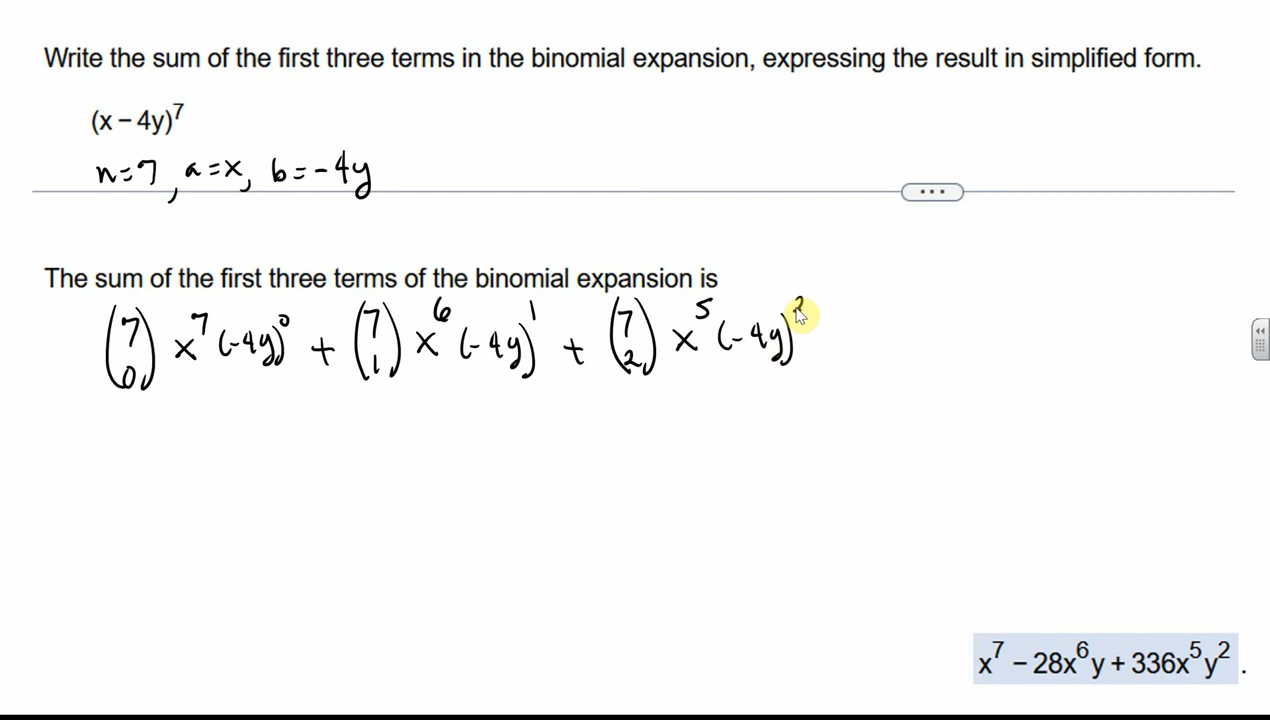 Write the sum of the first three terms in the binomial expansion, expressing the result in simplified form.
(x − 4y)⁷
n=7, a=x, b=-4y
The sum of the first three terms of the binomial expansion is
(7 0) x⁷ (-4y)⁰ + (7 1) x⁶ (-4y)¹ + (7 2) x⁵ (-4y)²
x⁷ − 28x⁶y + 336x⁵y².